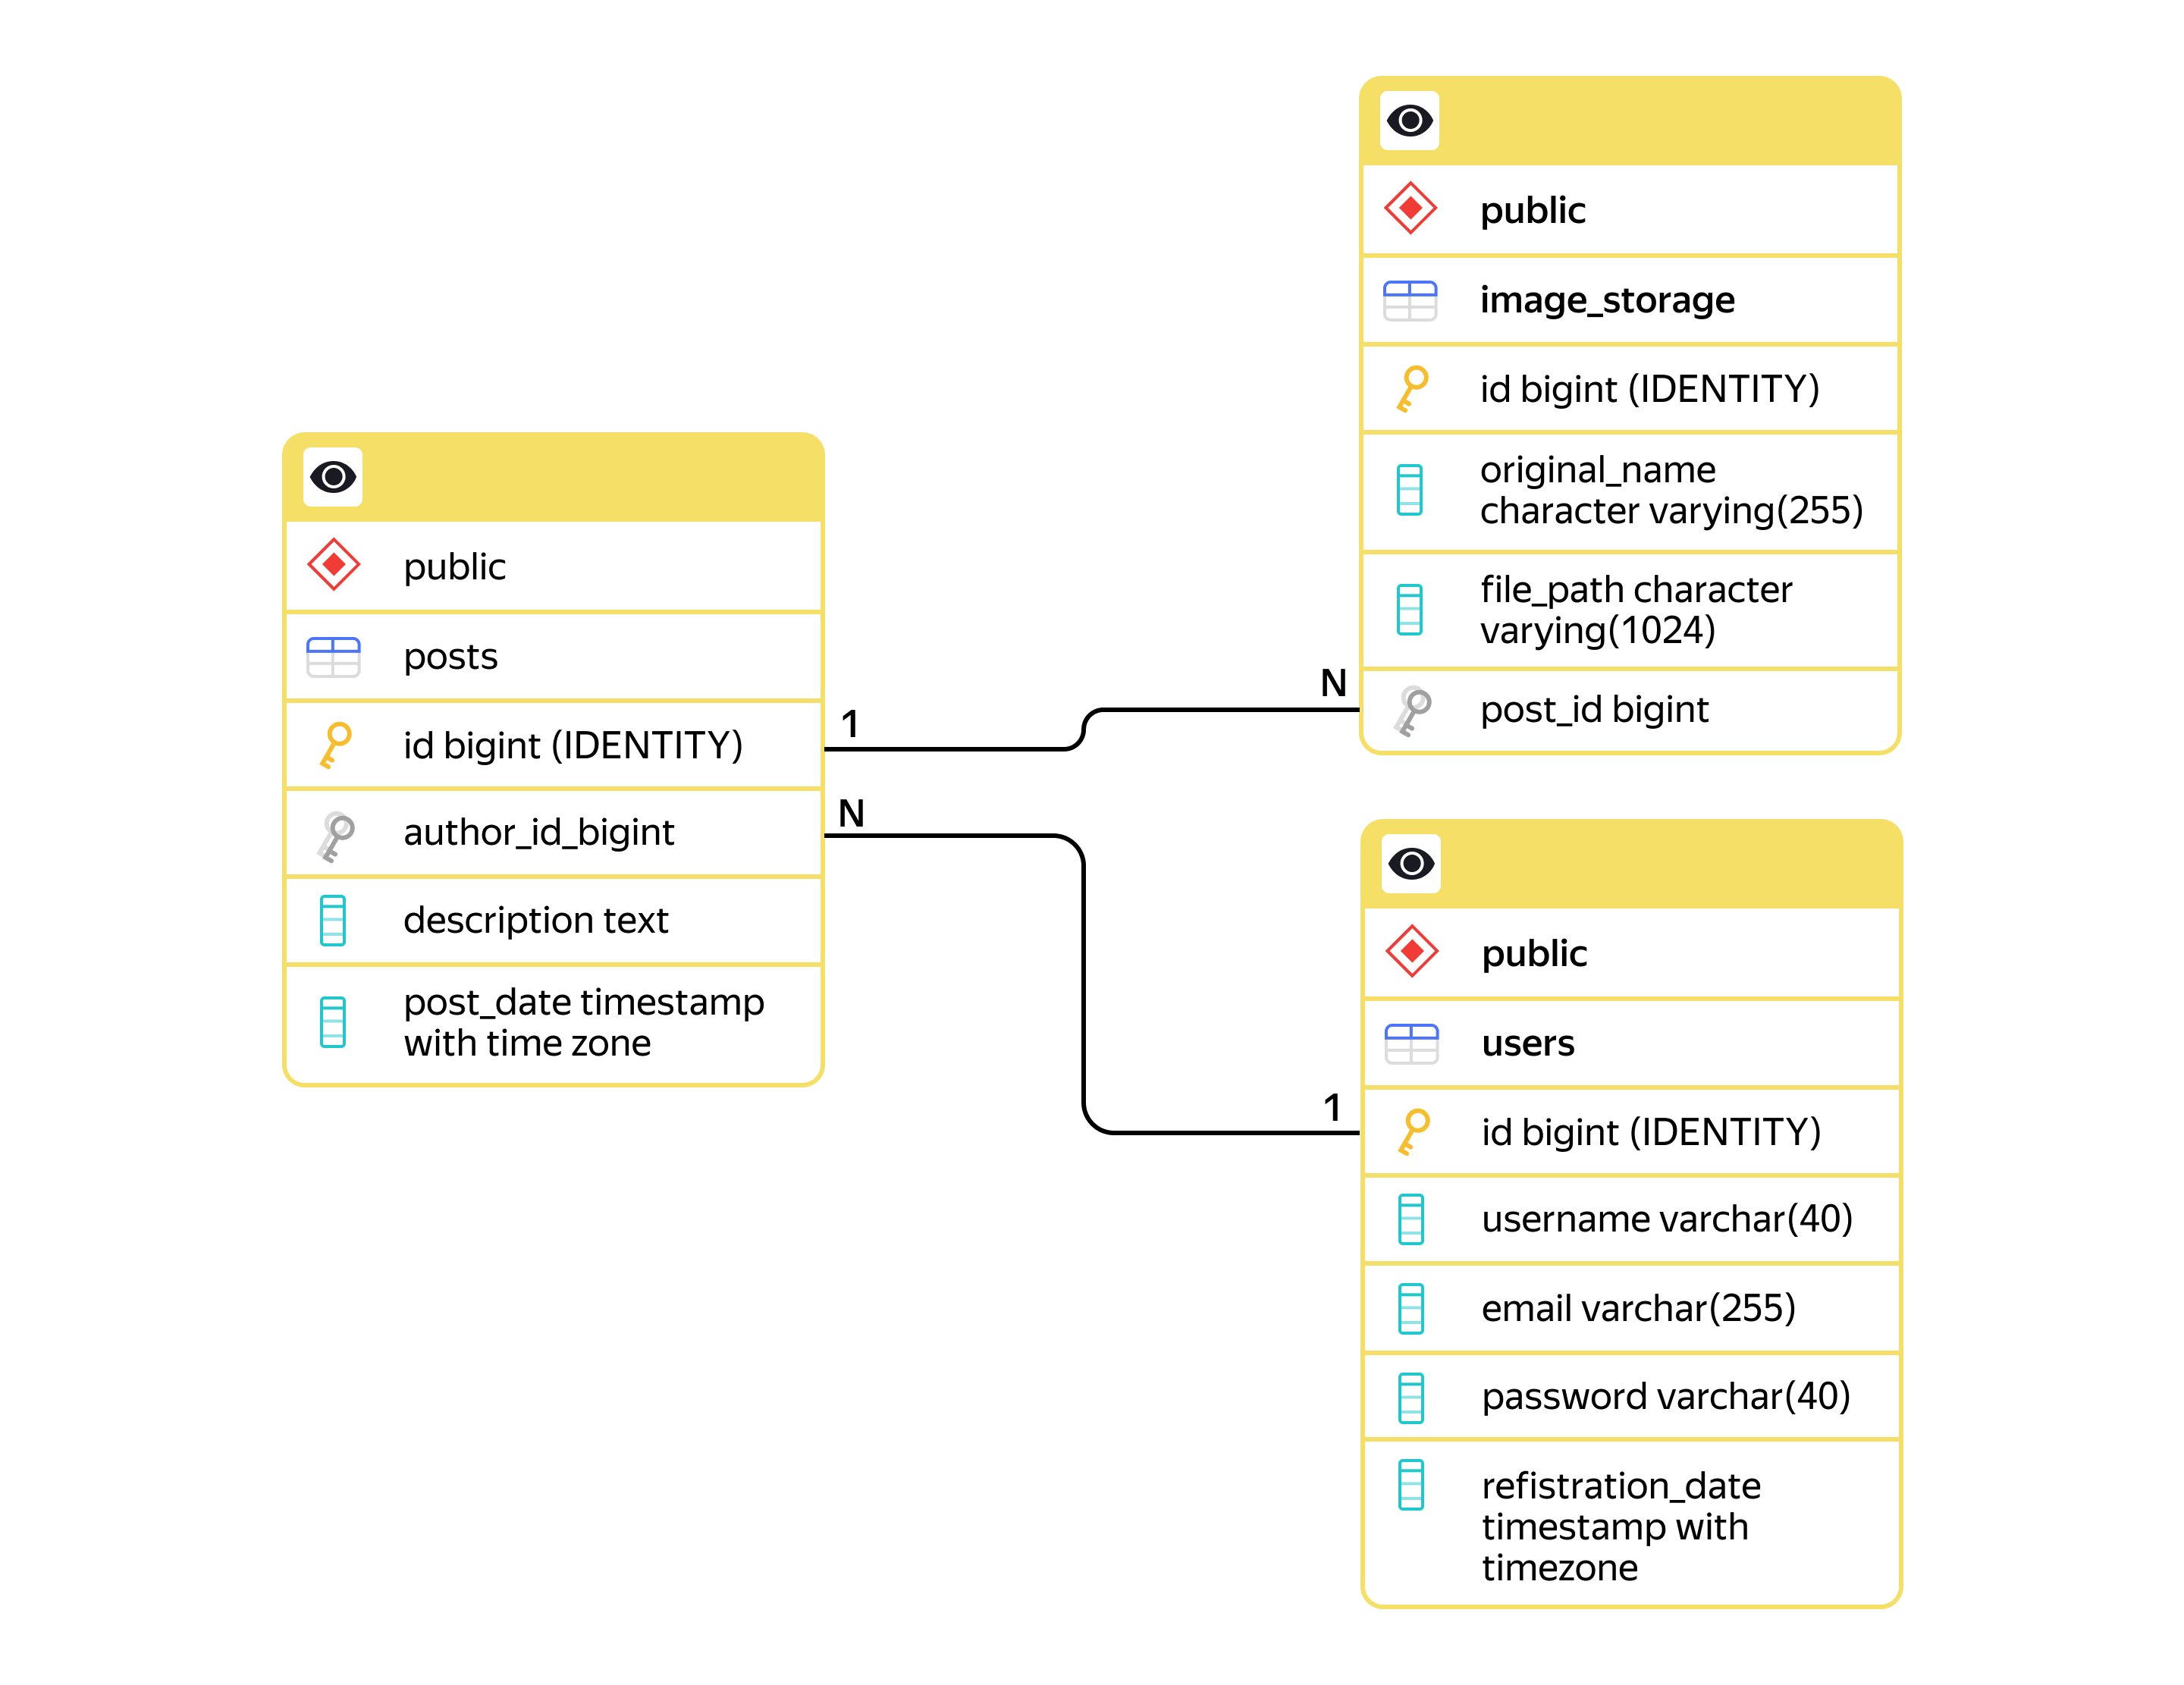 public
posts
id bigint (IDENTITY)
author_id_bigint
description text
post_date timestamp
with time zone
1
N
N
1
public
image_storage
id bigint (IDENTITY)
original_name
character varying(255)
file_path character
varying(1024)
post_id bigint
public
users
id bigint (IDENTITY)
username varchar(40)
email varchar(255)
password varchar(40)
refistration_date
timestamp with
timezone